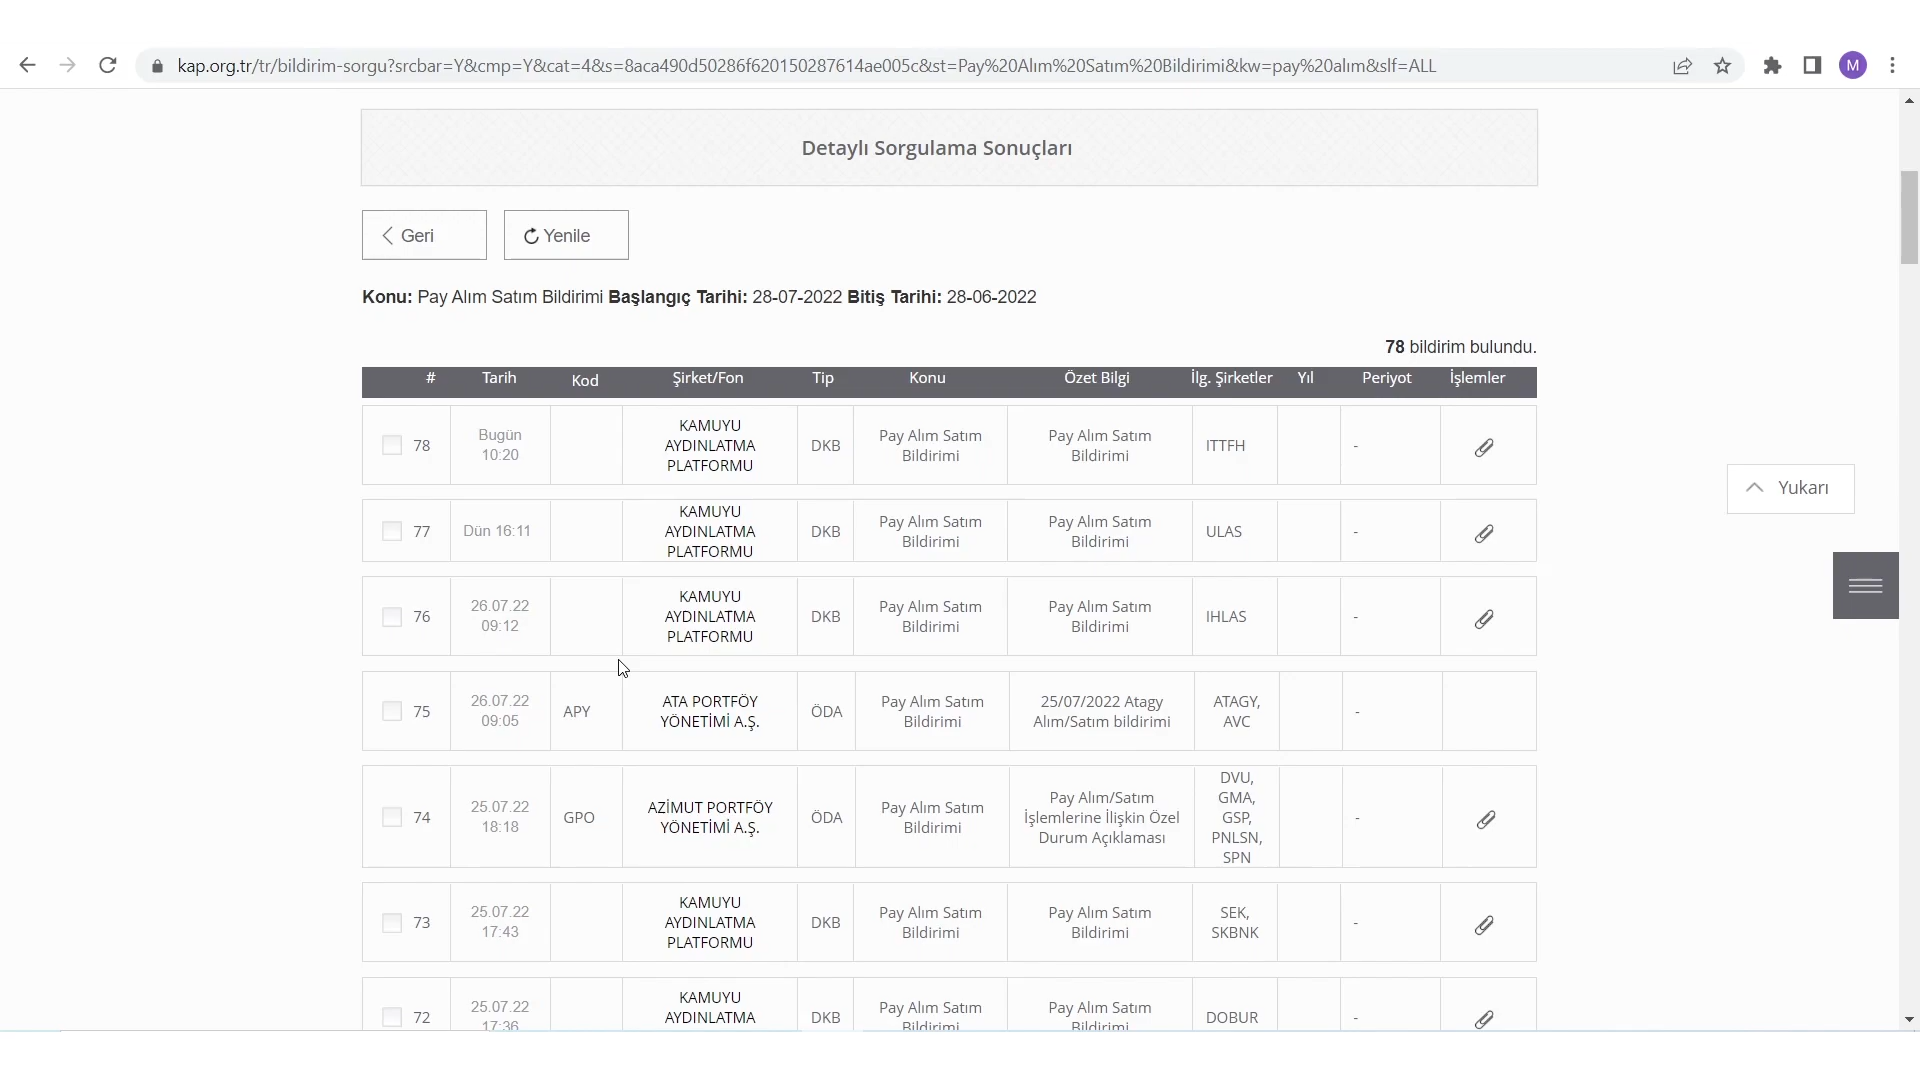 kap.org.tr/tr/bildirim-sorgu?srcbar=Y&cmp=Y&cat=4&s=8aca490d50286f620150287614ae005c&st=Pay%20Alım%20Satım%20Bildirimi&kw=pay%20alım&slf=ALL
M
Detaylı Sorgulama Sonuçları
Geri
Yenile
Konu: Pay Alım Satım Bildirimi Başlangıç Tarihi: 28-07-2022 Bitiş Tarihi: 28-06-2022
78 bildirim bulundu.
# Tarih Kod Şirket/Fon Tip Konu Özet Bilgi İlg. Şirketler Yıl Periyot İşlemler
78
Bugün
10:20
KAMUYU
AYDINLATMA
PLATFORMU
DKB
Pay Alım Satım
Bildirimi
Pay Alım Satım
Bildirimi
ITTFH
-
77
Dün 16:11
KAMUYU
AYDINLATMA
PLATFORMU
DKB
Pay Alım Satım
Bildirimi
Pay Alım Satım
Bildirimi
ULAS
-
76
26.07.22
09:12
KAMUYU
AYDINLATMA
PLATFORMU
DKB
Pay Alım Satım
Bildirimi
Pay Alım Satım
Bildirimi
IHLAS
-
75
26.07.22
09:05
APY
ATA PORTFÖY
YÖNETİMİ A.Ş.
ÖDA
Pay Alım Satım
Bildirimi
25/07/2022 Atagy
Alım/Satım bildirimi
ATAGY,
AVC
-
74
25.07.22
18:18
GPO
AZİMUT PORTFÖY
YÖNETİMİ A.Ş.
ÖDA
Pay Alım Satım
Bildirimi
Pay Alım/Satım
İşlemlerine İlişkin Özel
Durum Açıklaması
DVU,
GMA,
GSP,
PNLSN,
SPN
-
73
25.07.22
17:43
KAMUYU
AYDINLATMA
PLATFORMU
DKB
Pay Alım Satım
Bildirimi
Pay Alım Satım
Bildirimi
SEK,
SKBNK
-
72
25.07.22
17:36
KAMUYU
AYDINLATMA
DKB
Pay Alım Satım
Bildirimi
Pay Alım Satım
Bildirimi
DOBUR
-
Yukarı